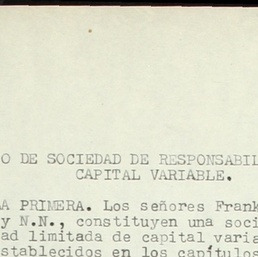 O DE SOCIEDAD DE RESPONSABIL
CAPITAL VARIABLE.
A PRIMERA. Los señores Frank
y N.N., constituyen una soci
ad limitada de capital varia
stablecidos en los capítulos